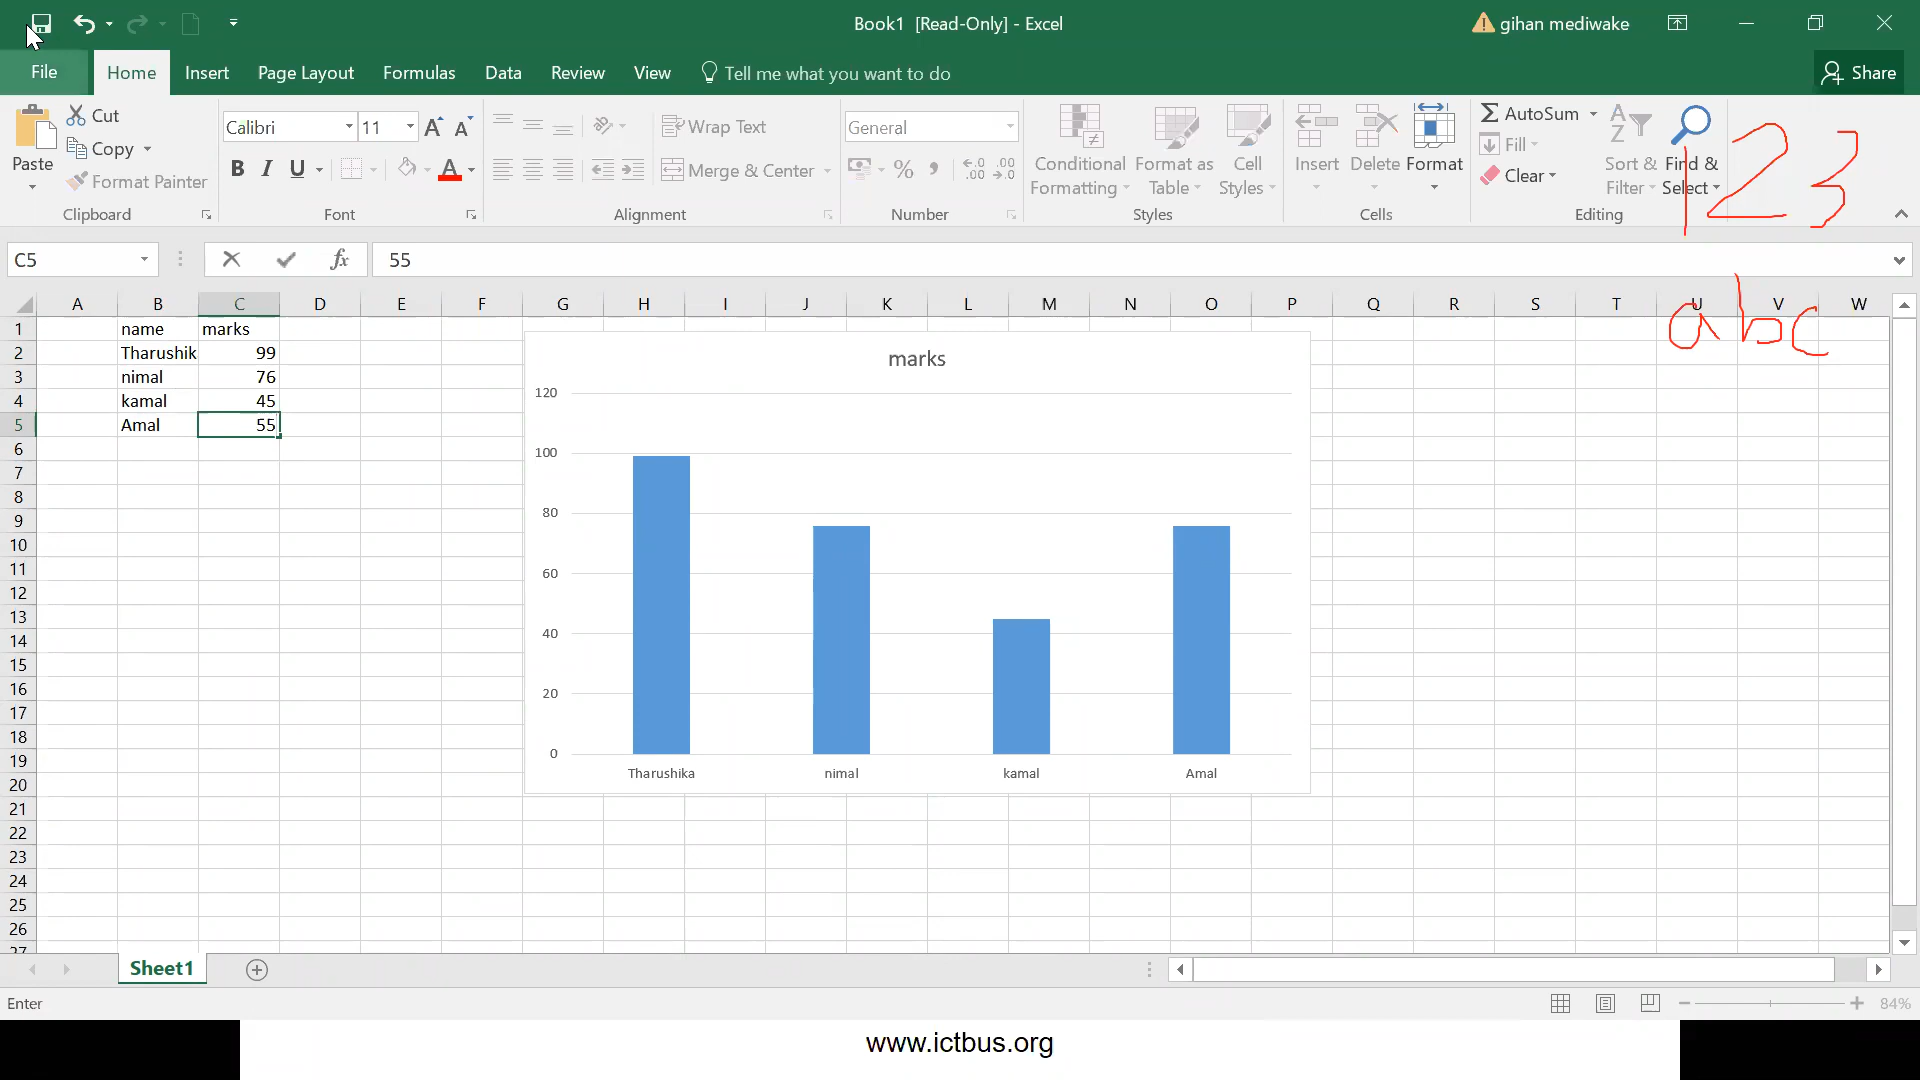 Book1 [Read-Only] - Excel
gihan mediwake
File Home Insert Page Layout Formulas Data Review View Tell me what you want to do Share
Paste
Cut
Copy
Format Painter
Clipboard
Calibri 11
B I U A
Font
Wrap Text
Merge & Center
Alignment
General
% , .00 .0
Number
Conditional Formatting
Format as Table
Cell Styles
Styles
Insert Delete Format
Cells
AutoSum
Fill
Clear
Sort & Filter
Find & Select
Editing
123
C5 fx 55
A B C D E F G H I J K L M N O P Q R S T U V W
abc
1 name marks
2 Tharushik 99
3 nimal 76
4 kamal 45
5 Amal 55
6
7
8
9
10
11
12
13
14
15
16
17
18
19
20
21
22
23
24
25
26
27
marks
120
100
80
60
40
20
0
Tharushika nimal kamal Amal
Sheet1
Enter
84%
www.ictbus.org